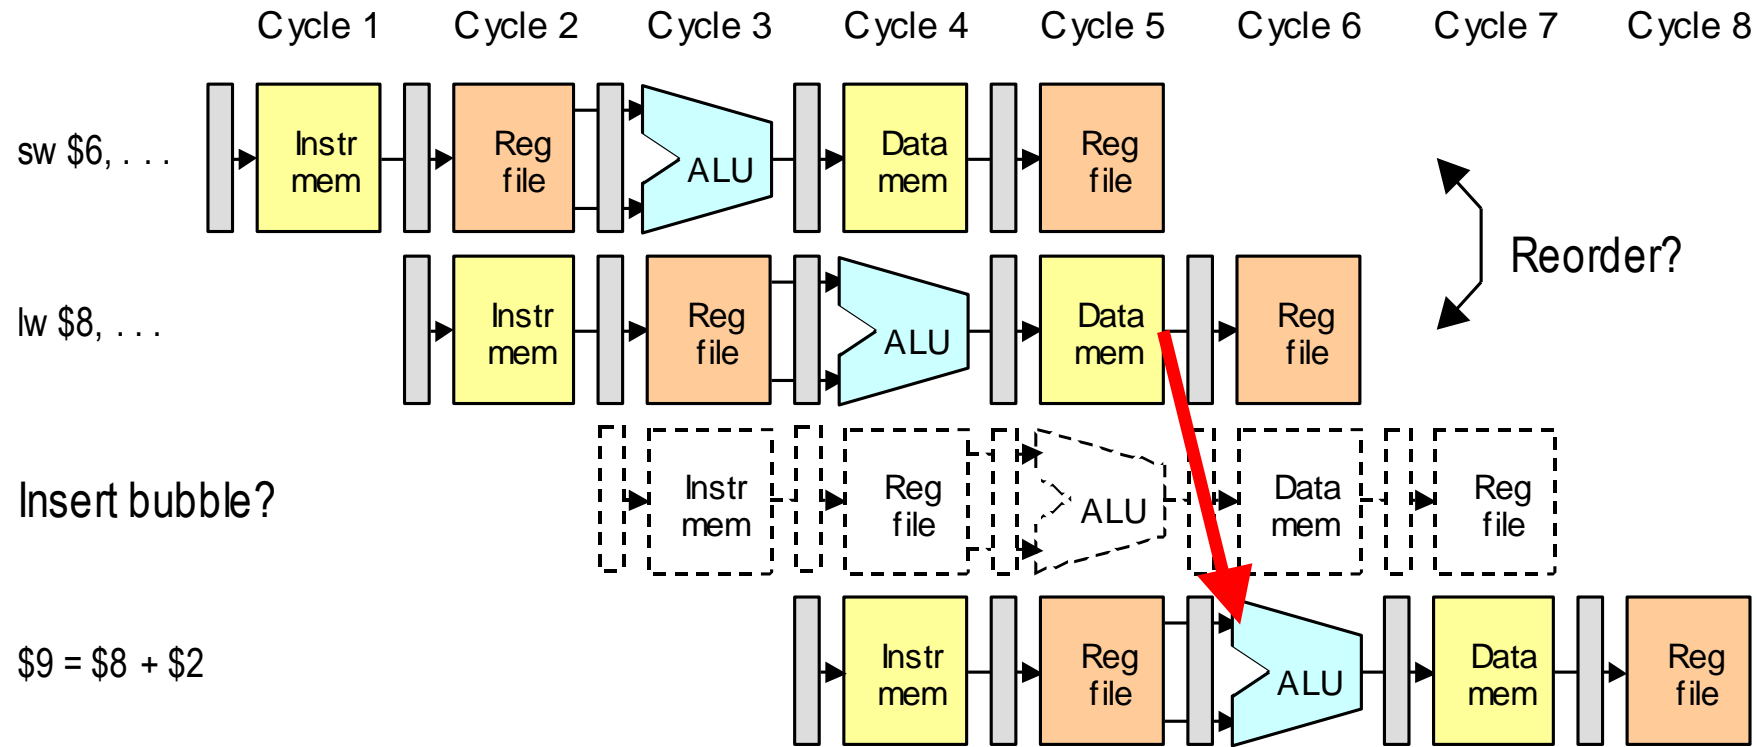 Cycle 1 Cycle 2 Cycle 3 Cycle 4 Cycle 5 Cycle 6 Cycle 7 Cycle 8
sw $6, . . .
Instr
mem
Reg
file
ALU
Data
mem
Reg
file
Reorder?
lw $8, . . .
Instr
mem
Reg
file
ALU
Data
mem
Reg
file
Insert bubble?
Instr
mem
Reg
file
ALU
Data
mem
Reg
file
$9 = $8 + $2
Instr
mem
Reg
file
ALU
Data
mem
Reg
file